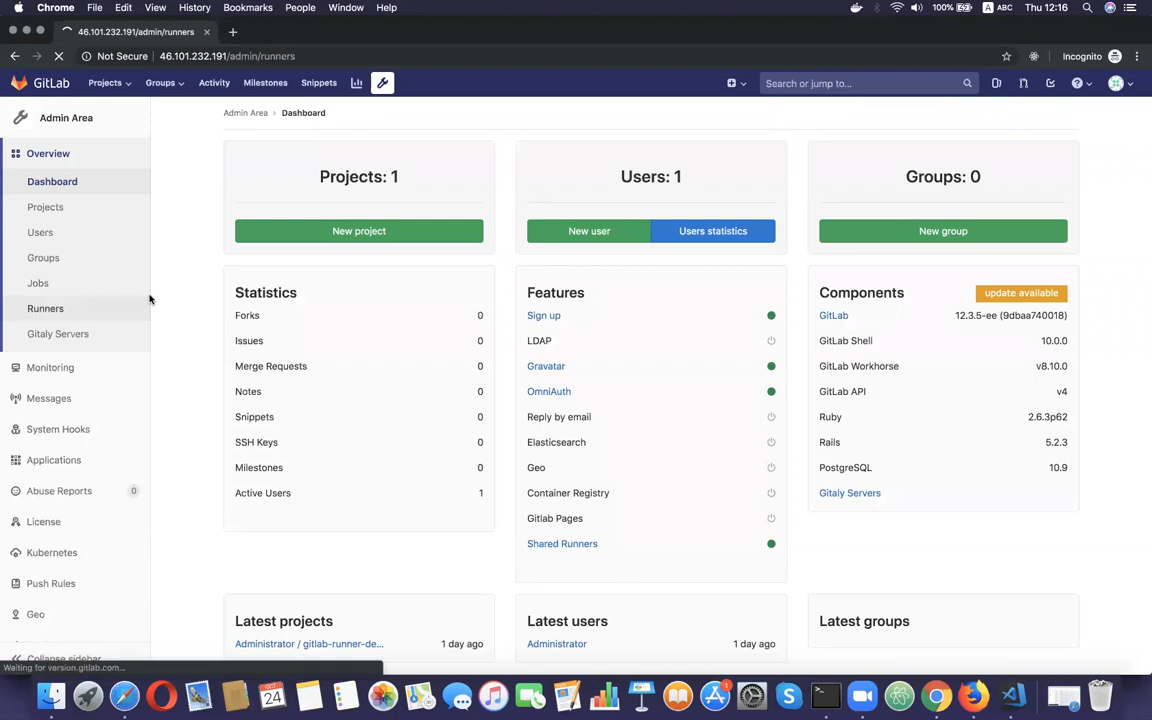 Chrome File Edit View History Bookmarks People Window Help 100% A ABC Thu 12:16
46.101.232.191/admin/runners
Not Secure 46.101.232.191/admin/runners Incognito
GitLab Projects Groups Activity Milestones Snippets Search or jump to...
Admin Area
Overview
Dashboard
Projects
Users
Groups
Jobs
Runners
Gitaly Servers
Monitoring
Messages
System Hooks
Applications
Abuse Reports 0
License
Kubernetes
Push Rules
Geo
Collapse sidebar
Waiting for version.gitlab.com...
Admin Area > Dashboard
Projects: 1
New project
Users: 1
New user Users statistics
Groups: 0
New group
Statistics
Forks 0
Issues 0
Merge Requests 0
Notes 0
Snippets 0
SSH Keys 0
Milestones 0
Active Users 1
Features
Sign up
LDAP
Gravatar
OmniAuth
Reply by email
Elasticsearch
Geo
Container Registry
Gitlab Pages
Shared Runners
Components update available
GitLab 12.3.5-ee (9dbaa740018)
GitLab Shell 10.0.0
GitLab Workhorse v8.10.0
GitLab API v4
Ruby 2.6.3p62
Rails 5.2.3
PostgreSQL 10.9
Gitaly Servers
Latest projects
Administrator / gitlab-runner-de... 1 day ago
Latest users
Administrator 1 day ago
Latest groups
24
1